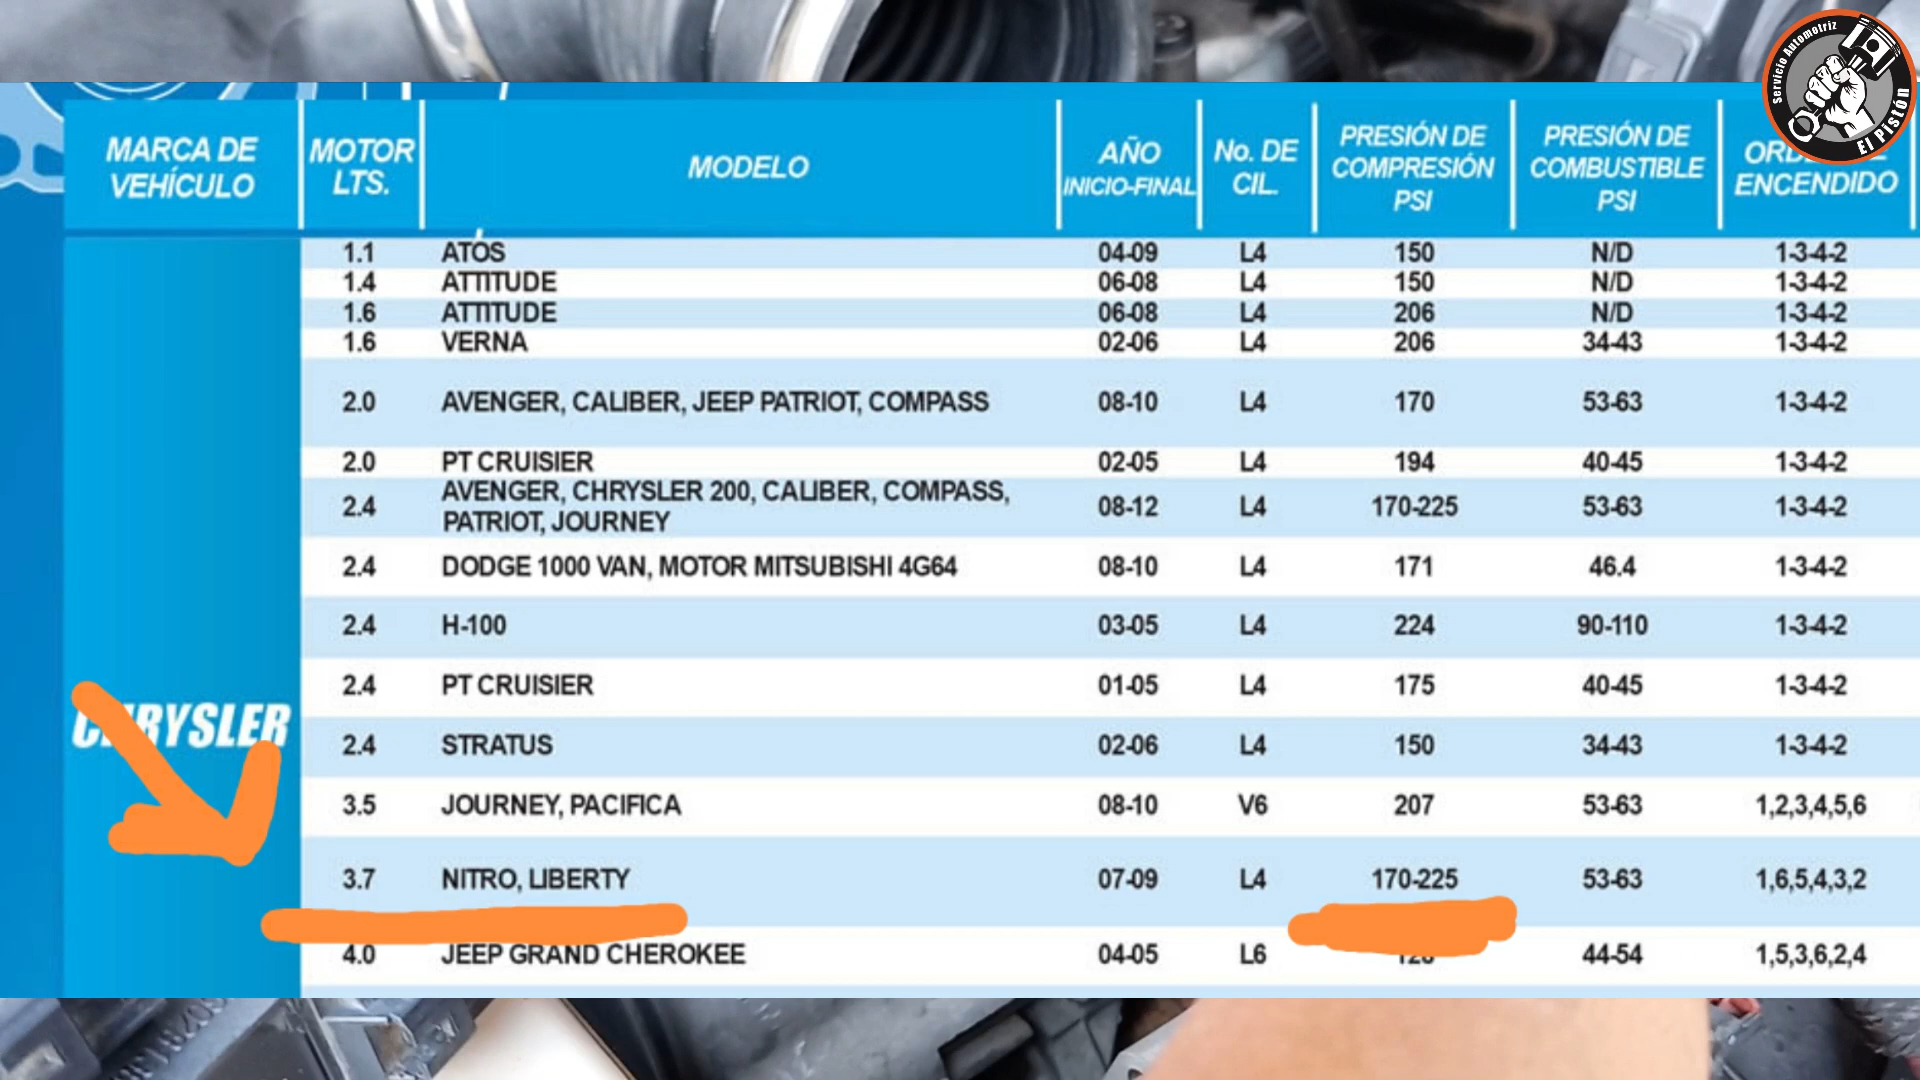 Servicio Automotriz
El Pistón
MARCA DE VEHÍCULO MOTOR LTS. MODELO AÑO INICIO-FINAL No. DE CIL. PRESIÓN DE COMPRESIÓN PSI PRESIÓN DE COMBUSTIBLE PSI ENCENDIDO
1.1 ATOS 04-09 L4 150 N/D 1-3-4-2
1.4 ATTITUDE 06-08 L4 150 N/D 1-3-4-2
1.6 ATTITUDE 06-08 L4 206 N/D 1-3-4-2
1.6 VERNA 02-06 L4 206 34-43 1-3-4-2
2.0 AVENGER, CALIBER, JEEP PATRIOT, COMPASS 08-10 L4 170 53-63 1-3-4-2
2.0 PT CRUISIER 02-05 L4 194 40-45 1-3-4-2
2.4 AVENGER, CHRYSLER 200, CALIBER, COMPASS, PATRIOT, JOURNEY 08-12 L4 170-225 53-63 1-3-4-2
2.4 DODGE 1000 VAN, MOTOR MITSUBISHI 4G64 08-10 L4 171 46.4 1-3-4-2
2.4 H-100 03-05 L4 224 90-110 1-3-4-2
2.4 PT CRUISIER 01-05 L4 175 40-45 1-3-4-2
CHRYSLER
2.4 STRATUS 02-06 L4 150 34-43 1-3-4-2
3.5 JOURNEY, PACIFICA 08-10 V6 207 53-63 1,2,3,4,5,6
3.7 NITRO, LIBERTY 07-09 L4 170-225 53-63 1,6,5,4,3,2
4.0 JEEP GRAND CHEROKEE 04-05 L6 44-54 1,5,3,6,2,4